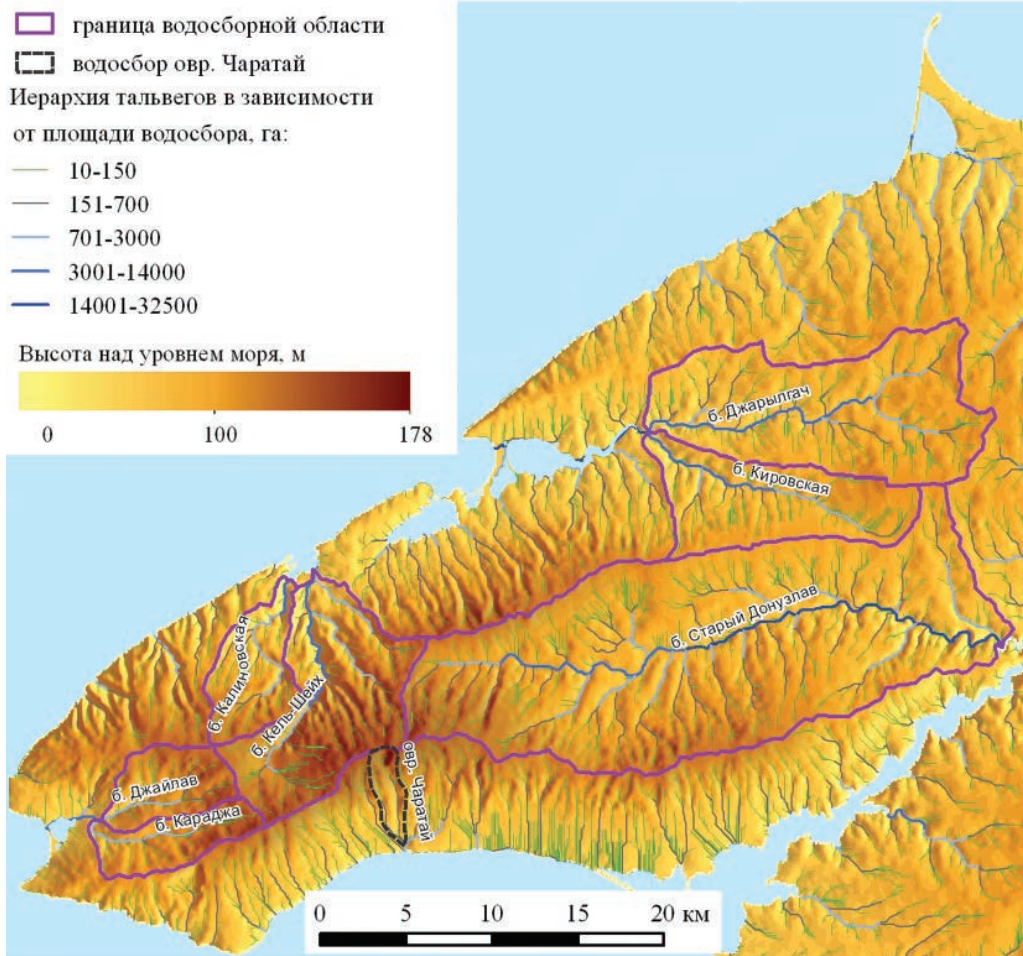 граница водосборной области
водосбор овр. Чаратай
Иерархия тальвегов в зависимости
от площади водосбора, га:
10-150
151-700
701-3000
3001-14000
14001-32500
Высота над уровнем моря, м
0 100 178
б. Джарылгач
б. Кировская
б. Старый Донузлав
б. Калиновская
б. Кель-Шейх
овр. Чаратай
б. Джайлав
б. Караджа
0 5 10 15 20 км